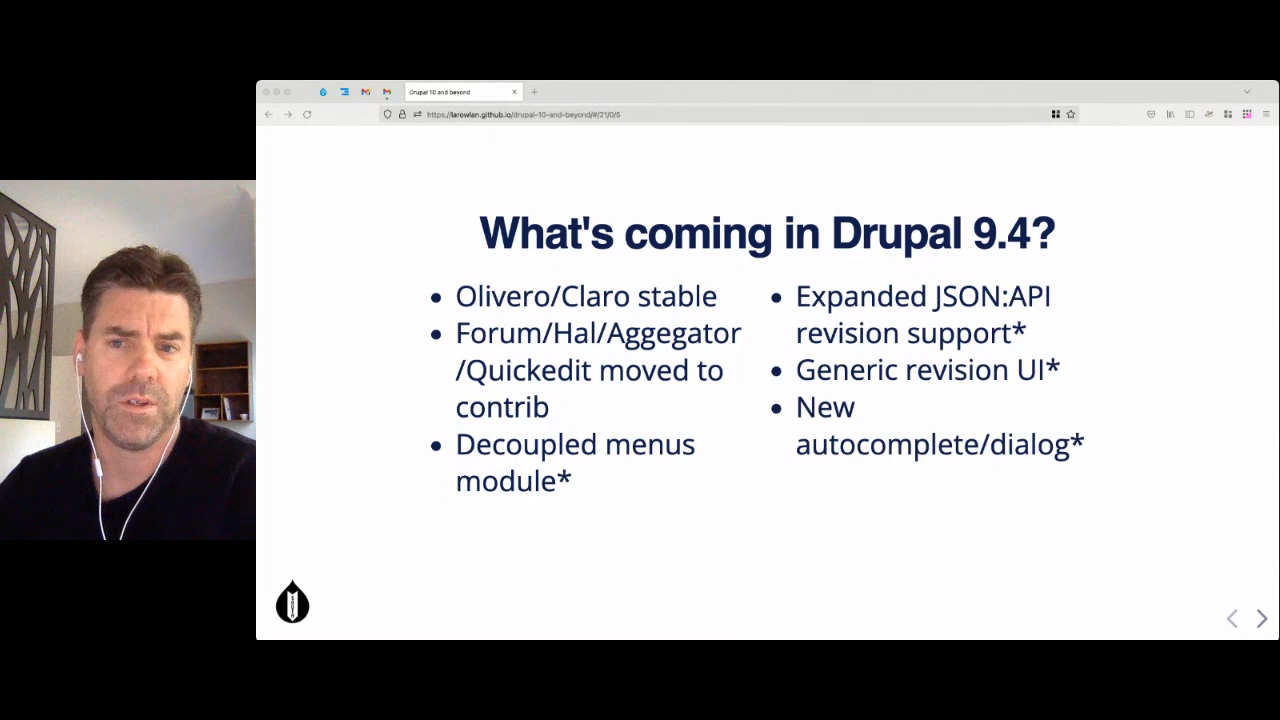 Drupal 10 and beyond
https://larowlan.github.io/drupal-10-and-beyond/#/21/0/5
What's coming in Drupal 9.4?
Olivero/Claro stable
Forum/Hal/Aggegator
/Quickedit moved to
contrib
Decoupled menus
module*
Expanded JSON:API
revision support*
Generic revision UI*
New
autocomplete/dialog*